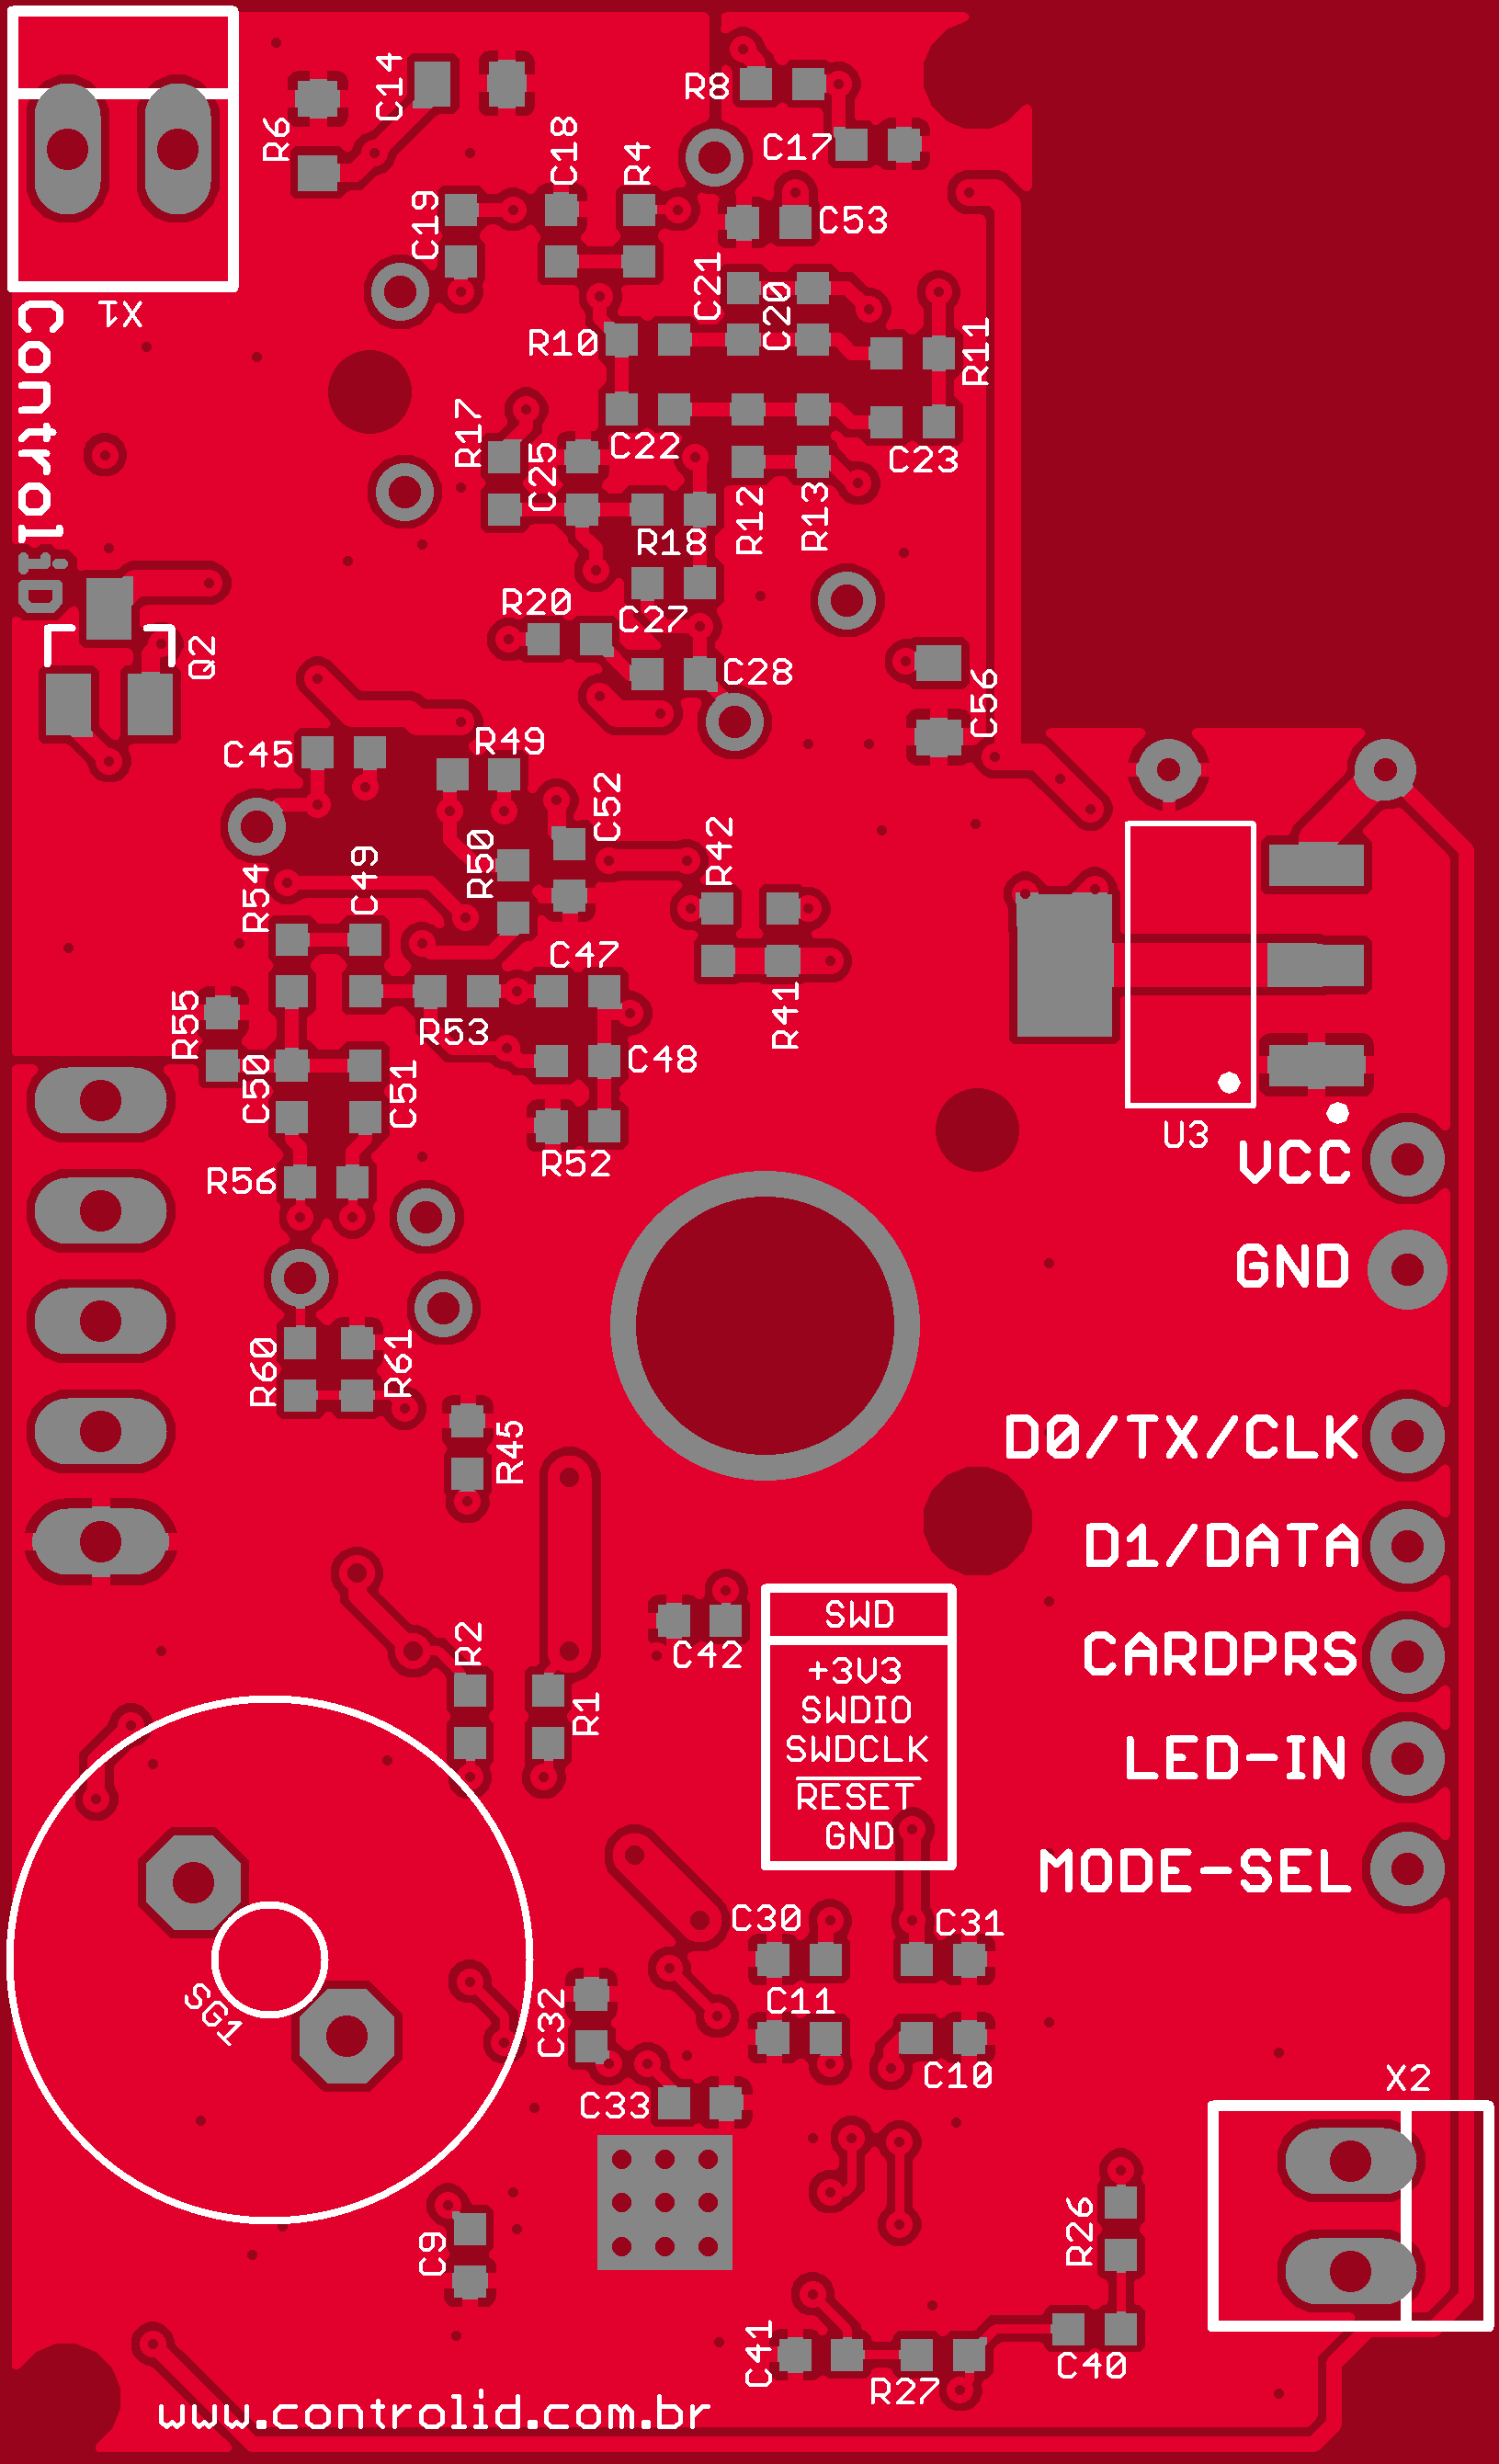 C14
R8
R6
C18
R4
C17
C19
C53
X1
C21
C20
R10
R11
ControliD
R17
C22
C25
C23
R12
R13
R18
R20
C27
Q2
C28
C56
C45
R49
C52
R50
R42
R54
C49
C47
R55
R53
R41
C48
C50
C51
U3
R56
R52
VCC
GND
R60
R61
R45
D0/TX/CLK
D1/DATA
R2
C42
SWD
CARDPRS
+3V3
R1
SWDIO
SWDCLK
LED-IN
RESET
GND
MODE-SEL
C30
C31
SG1
C32
C11
C10
C33
X2
C9
R26
C41
R27
C40
www.controlid.com.br